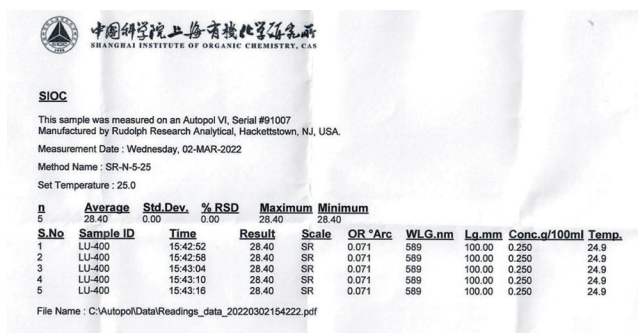 中国科学院上海有机化学研究所
SHANGHAI INSTITUTE OF ORGANIC CHEMISTRY, CAS
SIOC
This sample was measured on an Autopol VI, Serial #91007
Manufactured by Rudolph Research Analytical, Hackettstown, NJ, USA.
Measurement Date : Wednesday, 02-MAR-2022
Method Name : SR-N-5-25
Set Temperature : 25.0
n Average Std.Dev. % RSD Maximum Minimum
5 28.40 0.00 0.00 28.40 28.40
S.No Sample ID Time Result Scale OR °Arc WLG.nm Lg.mm Conc.g/100ml Temp.
1 LU-400 15:42:52 28.40 SR 0.071 589 100.00 0.250 24.9
2 LU-400 15:42:58 28.40 SR 0.071 589 100.00 0.250 24.9
3 LU-400 15:43:04 28.40 SR 0.071 589 100.00 0.250 24.9
4 LU-400 15:43:10 28.40 SR 0.071 589 100.00 0.250 24.9
5 LU-400 15:43:16 28.40 SR 0.071 589 100.00 0.250 24.9
File Name : C:\Autopol\Data\Readings_data_20220302154222.pdf